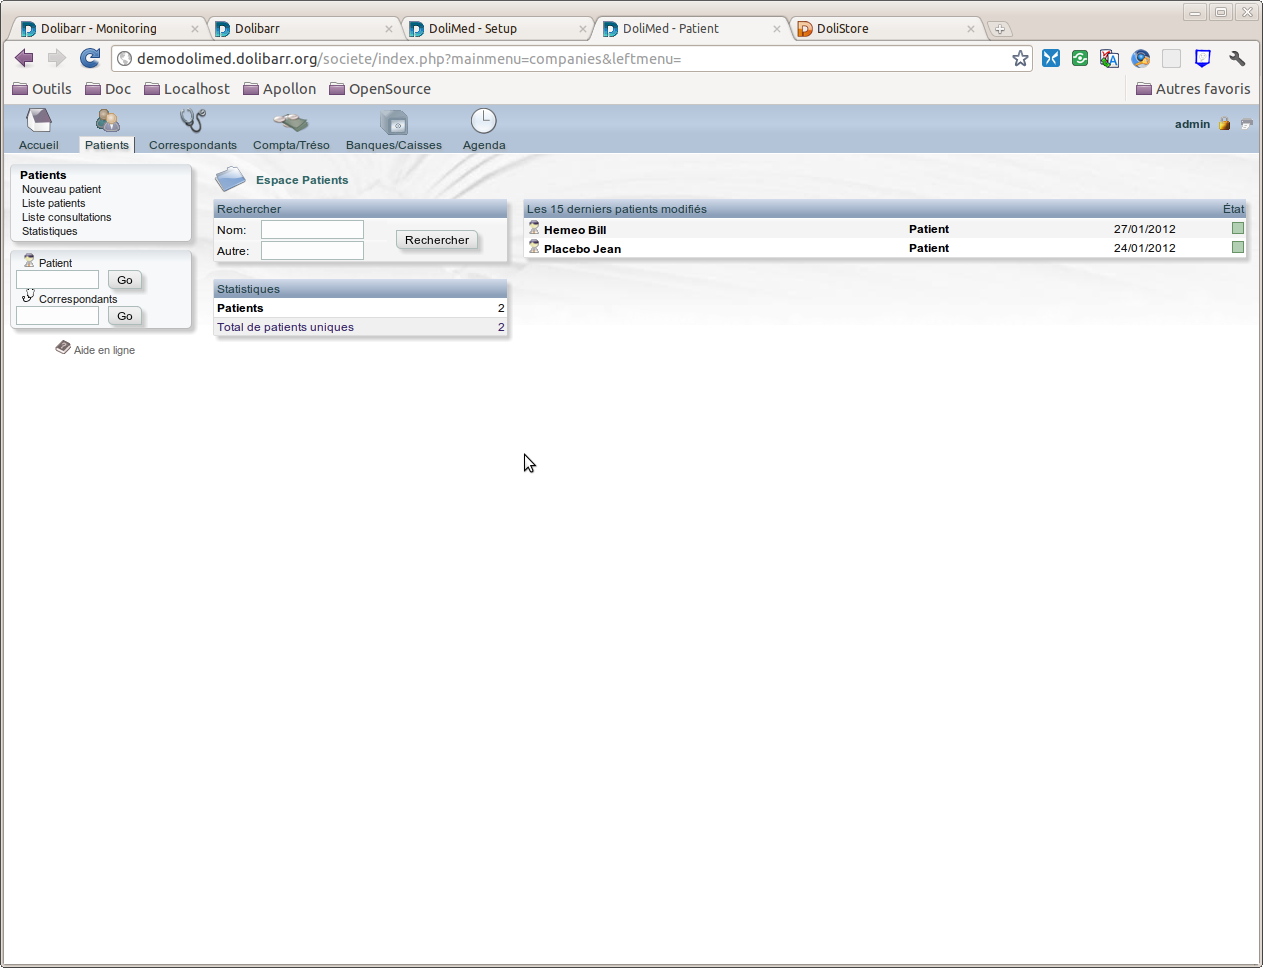 Dolibarr - Monitoring × Dolibarr × DoliMed - Setup × DoliMed - Patient × DoliStore ×
demodolimed.dolibarr.org/societe/index.php?mainmenu=companies&leftmenu=
Outils Doc Localhost Apollon OpenSource Autres favoris
Accueil Patients Correspondants Compta/Tréso Banques/Caisses Agenda admin
Patients
Nouveau patient
Liste patients
Liste consultations
Statistiques
Patient
Go
Correspondants
Go
Aide en ligne
Espace Patients
Rechercher
Nom:
Autre:
Rechercher
Statistiques
Patients 2
Total de patients uniques 2
Les 15 derniers patients modifiés État
Hemeo Bill Patient 27/01/2012
Placebo Jean Patient 24/01/2012